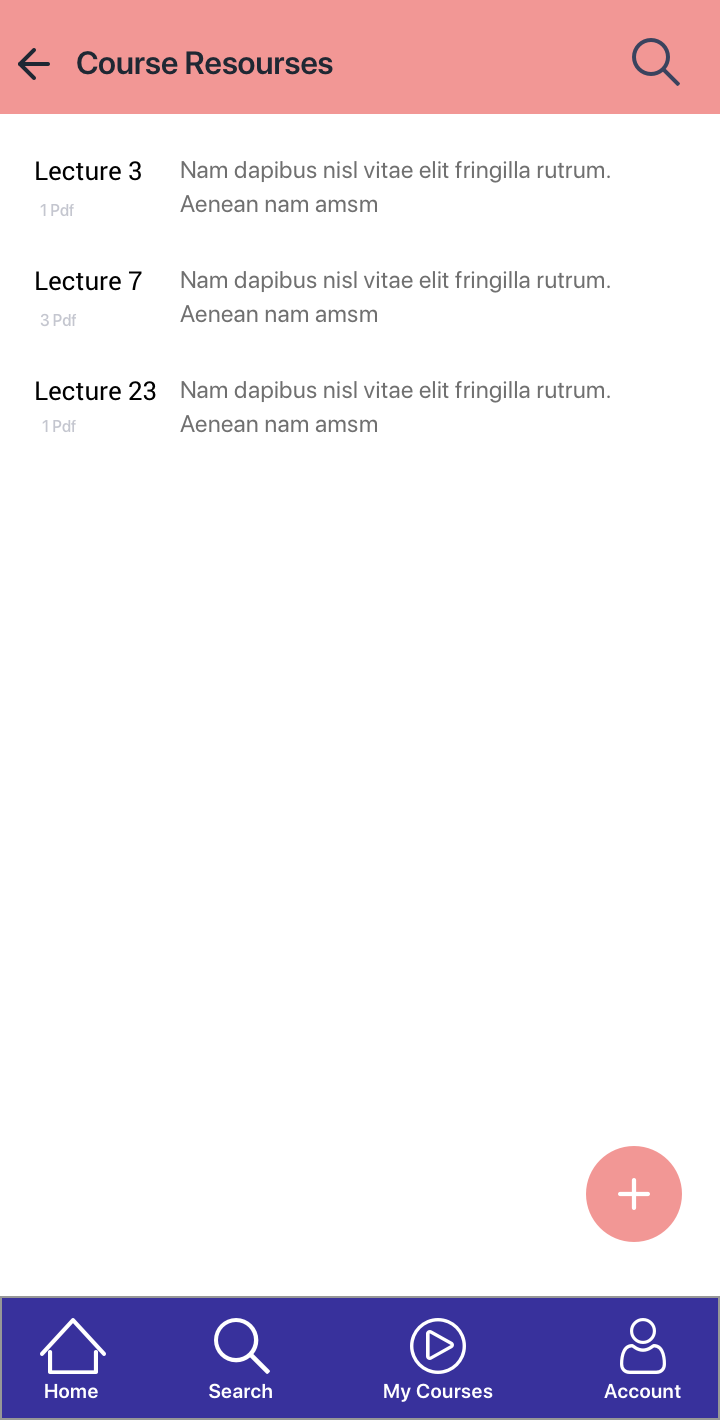 Course Resourses
Lecture 3
Nam dapibus nisl vitae elit fringilla rutrum.
Aenean nam amsm
1 Pdf
Lecture 7
Nam dapibus nisl vitae elit fringilla rutrum.
Aenean nam amsm
3 Pdf
Lecture 23
Nam dapibus nisl vitae elit fringilla rutrum.
Aenean nam amsm
1 Pdf
Home
Search
My Courses
Account